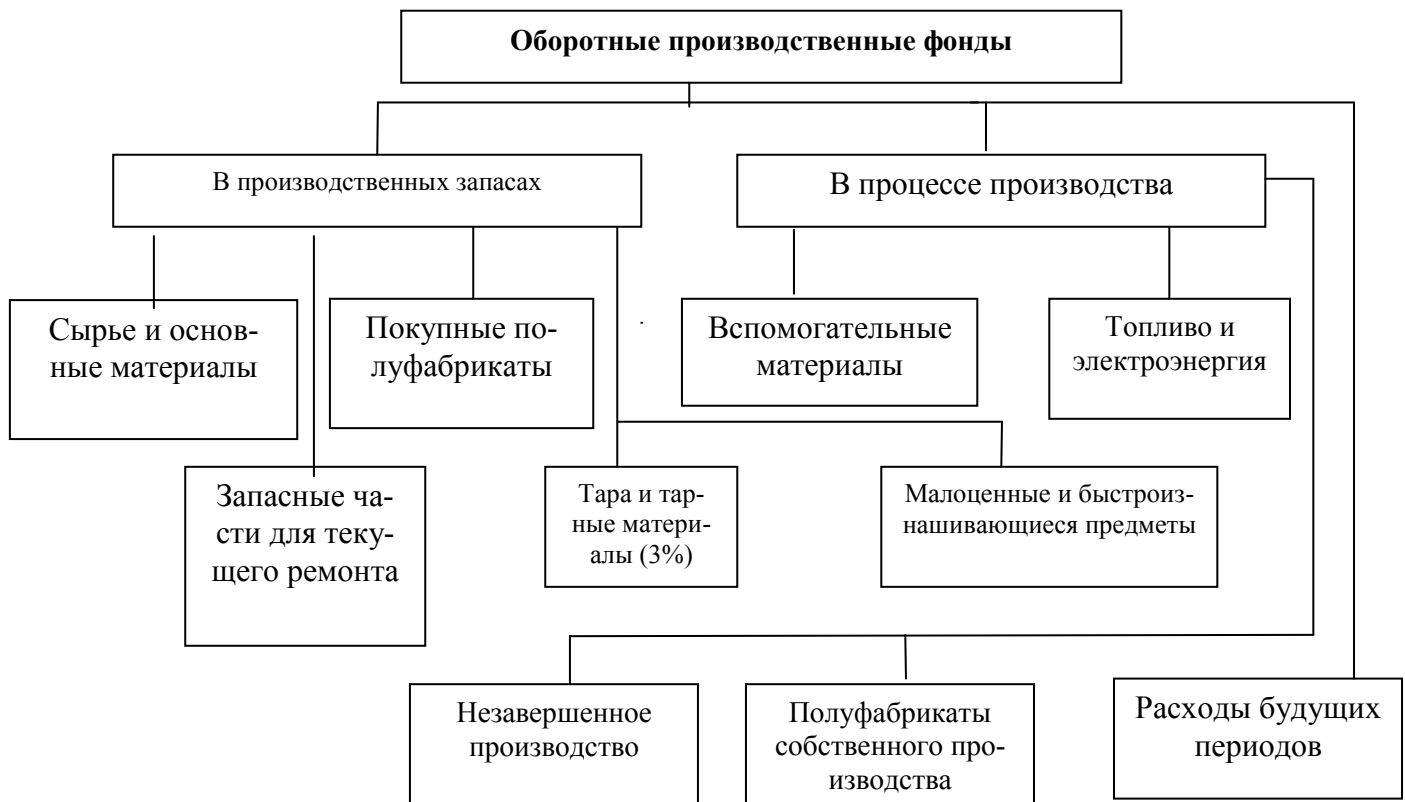 Оборотные производственные фонды
В производственных запасах
В процессе производства
Сырье и основ-
ные материалы
Покупные по-
луфабрикаты
Вспомогательные
материалы
Топливо и
электроэнергия
Запасные ча-
сти для теку-
щего ремонта
Тара и тар-
ные матери-
алы (3%)
Малоценные и быстроиз-
нашивающиеся предметы
Незавершенное
производство
Полуфабрикаты
собственного про-
изводства
Расходы будущих
периодов